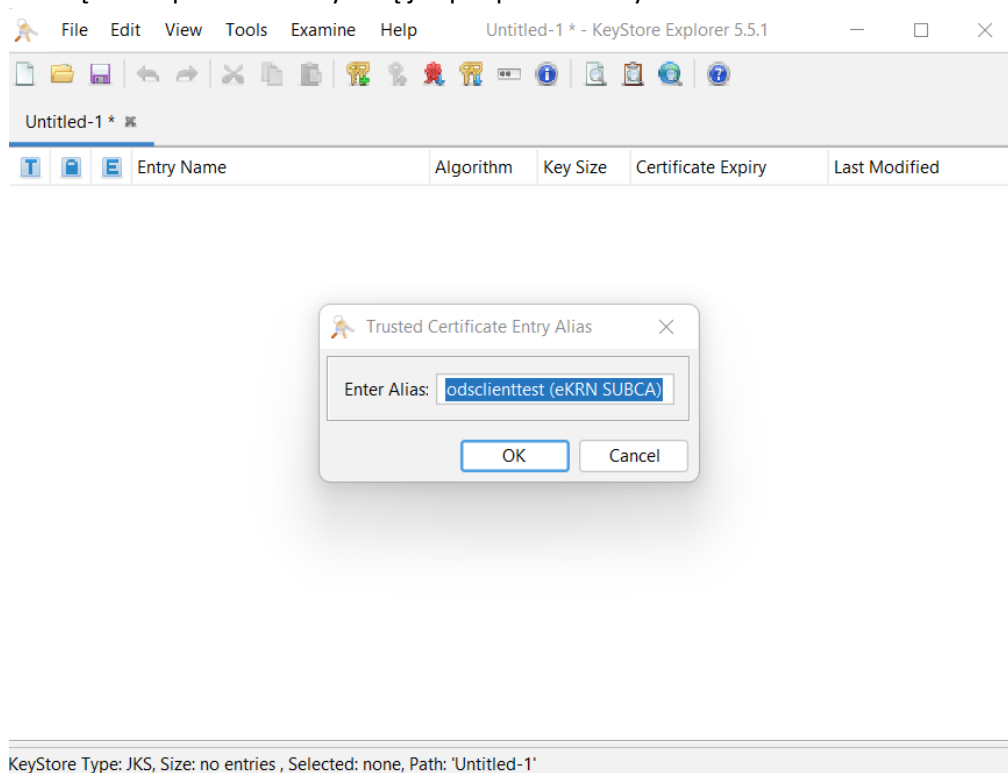 File Edit View Tools Examine Help Untitled-1 * - KeyStore Explorer 5.5.1
Untitled-1 *
T E Entry Name Algorithm Key Size Certificate Expiry Last Modified
Trusted Certificate Entry Alias
Enter Alias: odsclienttest (eKRN SUBCA)
OK Cancel
KeyStore Type: JKS, Size: no entries , Selected: none, Path: 'Untitled-1'